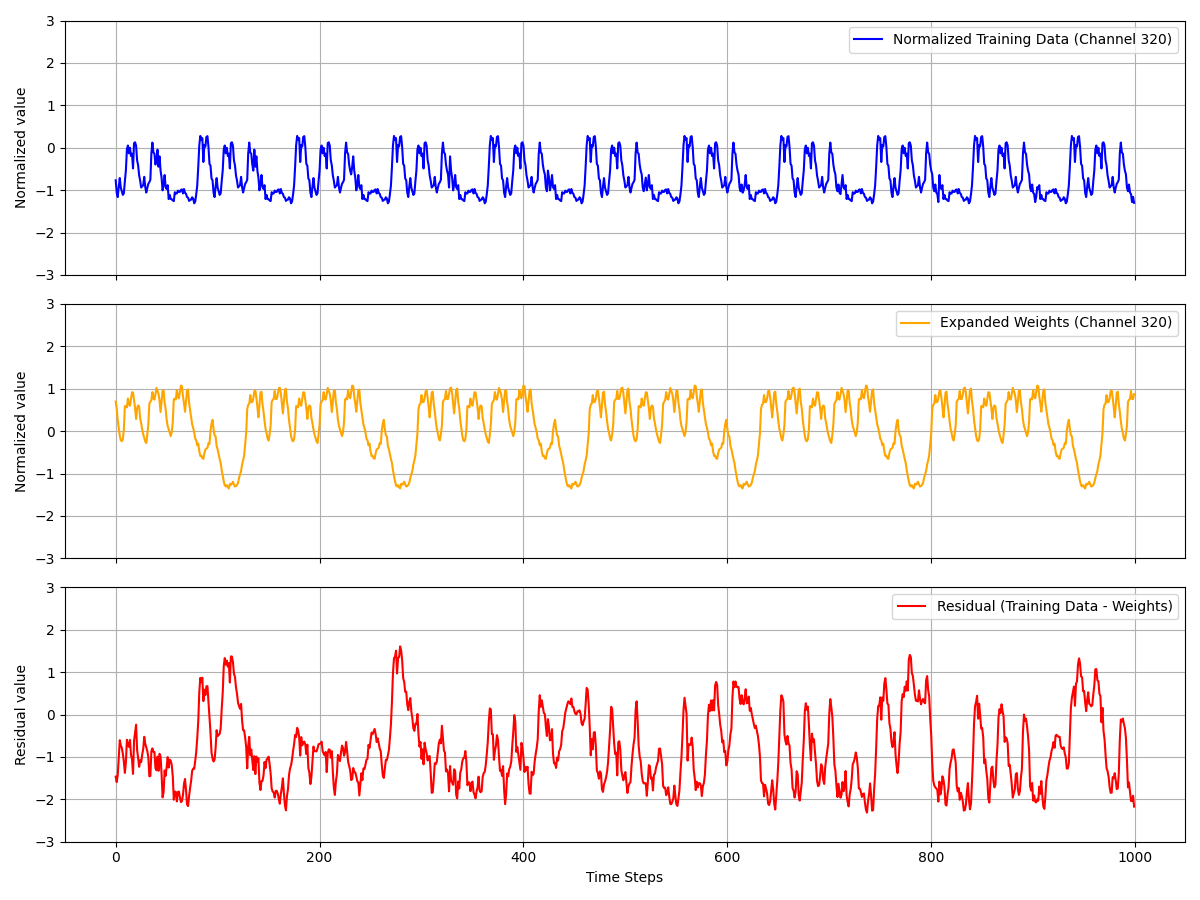 3
2
1
0
−1
−2
−3
Normalized value
Normalized Training Data (Channel 320)
3
2
1
0
−1
−2
−3
Normalized value
Expanded Weights (Channel 320)
3
2
1
0
−1
−2
−3
Residual value
Residual (Training Data - Weights)
0 200 400 600 800 1000
Time Steps